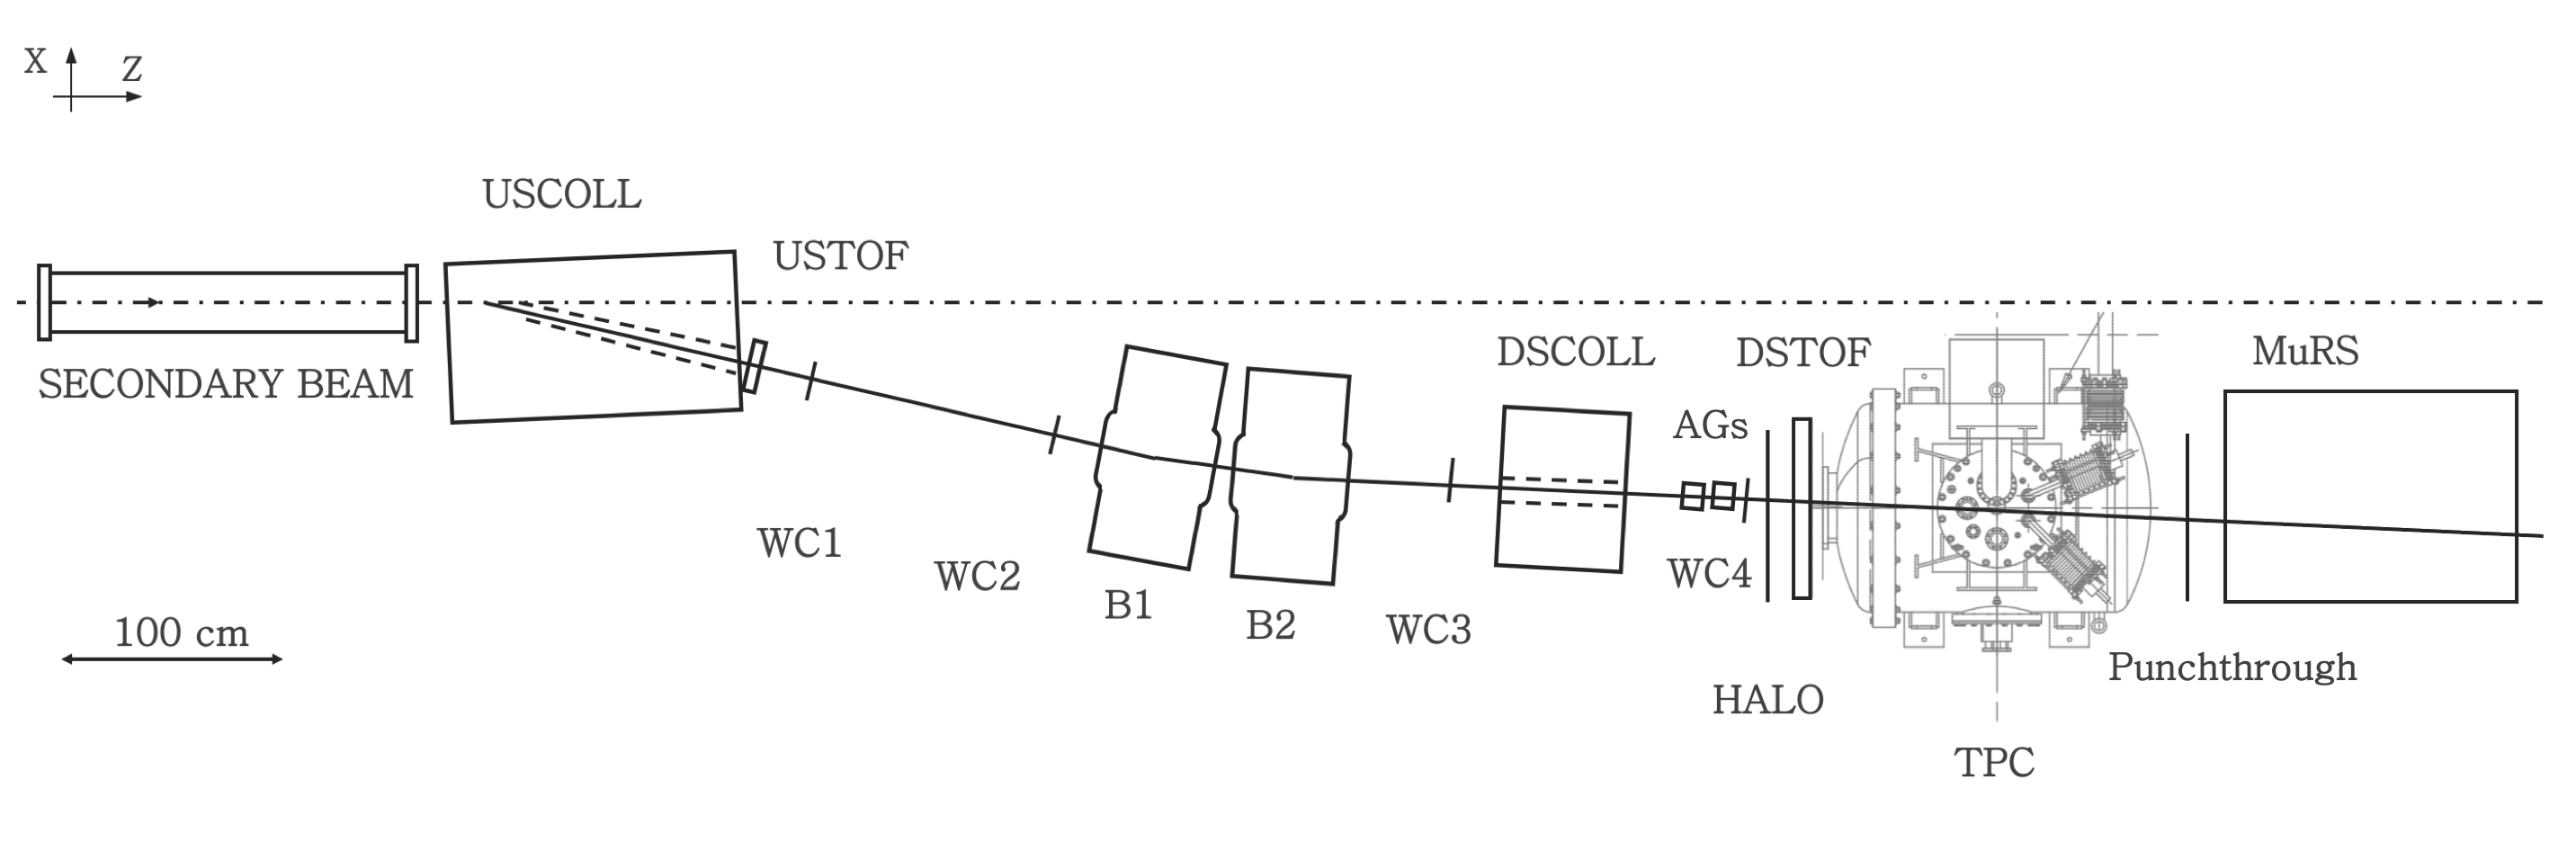 X
Z
USCOLL
USTOF
SECONDARY BEAM
DSCOLL
DSTOF
MuRS
AGs
WC1
WC2
WC4
B1
B2
WC3
100 cm
Punchthrough
HALO
TPC